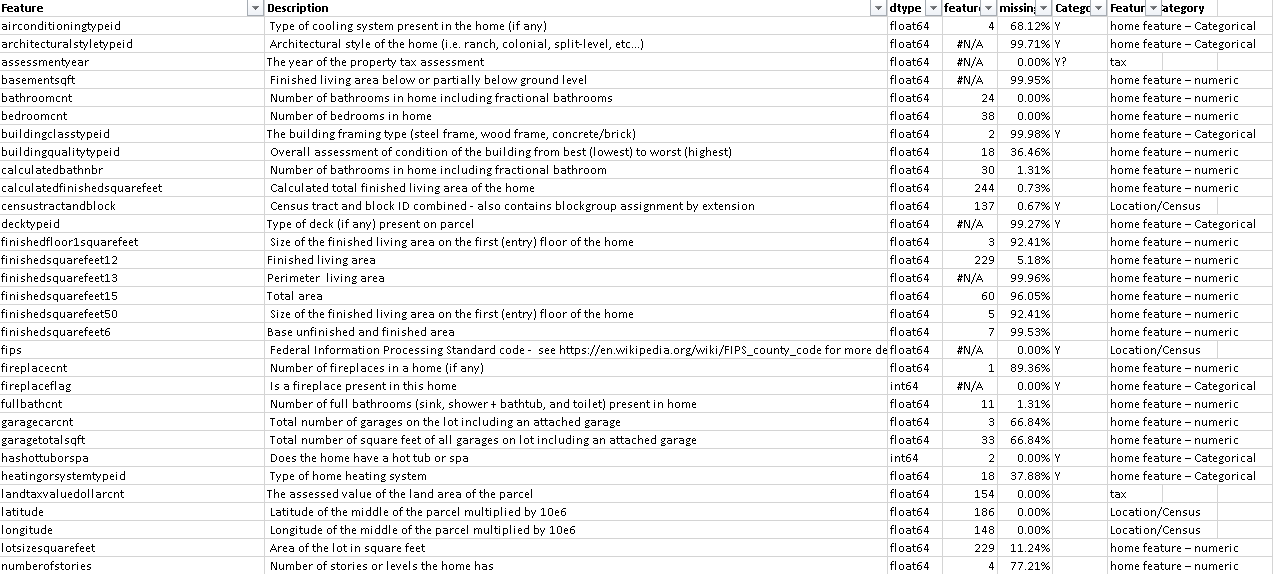 Feature Description dtype featur missing Categ Featur ategory
airconditioningtypeid Type of cooling system present in the home (if any) float64 4 68.12% Y home feature – Categorical
architecturalstyletypeid Architectural style of the home (i.e. ranch, colonial, split-level, etc...) float64 #N/A 99.71% Y home feature – Categorical
assessmentyear The year of the property tax assessment float64 #N/A 0.00% Y? tax
basementsqft Finished living area below or partially below ground level float64 #N/A 99.95% home feature – numeric
bathroomcnt Number of bathrooms in home including fractional bathrooms float64 24 0.00% home feature – numeric
bedroomcnt Number of bedrooms in home float64 38 0.00% home feature – numeric
buildingclasstypeid The building framing type (steel frame, wood frame, concrete/brick) float64 2 99.98% Y home feature – Categorical
buildingqualitytypeid Overall assessment of condition of the building from best (lowest) to worst (highest) float64 18 36.46% home feature – numeric
calculatedbathnbr Number of bathrooms in home including fractional bathroom float64 30 1.31% home feature – numeric
calculatedfinishedsquarefeet Calculated total finished living area of the home float64 244 0.73% home feature – numeric
censustractandblock Census tract and block ID combined - also contains blockgroup assignment by extension float64 137 0.67% Y Location/Census
decktypeid Type of deck (if any) present on parcel float64 #N/A 99.27% Y home feature – Categorical
finishedfloor1squarefeet Size of the finished living area on the first (entry) floor of the home float64 3 92.41% home feature – numeric
finishedsquarefeet12 Finished living area float64 229 5.18% home feature – numeric
finishedsquarefeet13 Perimeter living area float64 #N/A 99.96% home feature – numeric
finishedsquarefeet15 Total area float64 60 96.05% home feature – numeric
finishedsquarefeet50 Size of the finished living area on the first (entry) floor of the home float64 5 92.41% home feature – numeric
finishedsquarefeet6 Base unfinished and finished area float64 7 99.53% home feature – numeric
fips Federal Information Processing Standard code - see https://en.wikipedia.org/wiki/FIPS_county_code for more de float64 #N/A 0.00% Y Location/Census
fireplacecnt Number of fireplaces in a home (if any) float64 1 89.36% home feature – numeric
fireplaceflag Is a fireplace present in this home int64 #N/A 0.00% Y home feature – Categorical
fullbathcnt Number of full bathrooms (sink, shower + bathtub, and toilet) present in home float64 11 1.31% home feature – numeric
garagecarcnt Total number of garages on the lot including an attached garage float64 3 66.84% home feature – numeric
garagetotalsqft Total number of square feet of all garages on lot including an attached garage float64 33 66.84% home feature – numeric
hashottuborspa Does the home have a hot tub or spa int64 2 0.00% Y home feature – Categorical
heatingorsystemtypeid Type of home heating system float64 18 37.88% Y home feature – Categorical
landtaxvaluedollarcnt The assessed value of the land area of the parcel float64 154 0.00% tax
latitude Latitude of the middle of the parcel multiplied by 10e6 float64 186 0.00% Location/Census
longitude Longitude of the middle of the parcel multiplied by 10e6 float64 148 0.00% Location/Census
lotsizesquarefeet Area of the lot in square feet float64 229 11.24% home feature – numeric
numberofstories Number of stories or levels the home has float64 4 77.21% home feature – numeric